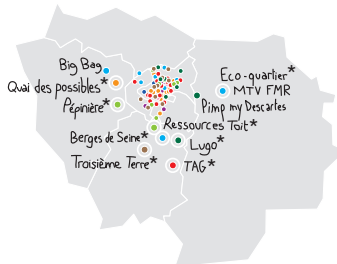 Big Bag
Quai des possibles*
Pépinière*
Eco-quartier*
MTV FMR
Pimp my Descartes
Ressources Toit*
Berges de Seine*
Lugo*
Troisième Terre*
TAG*